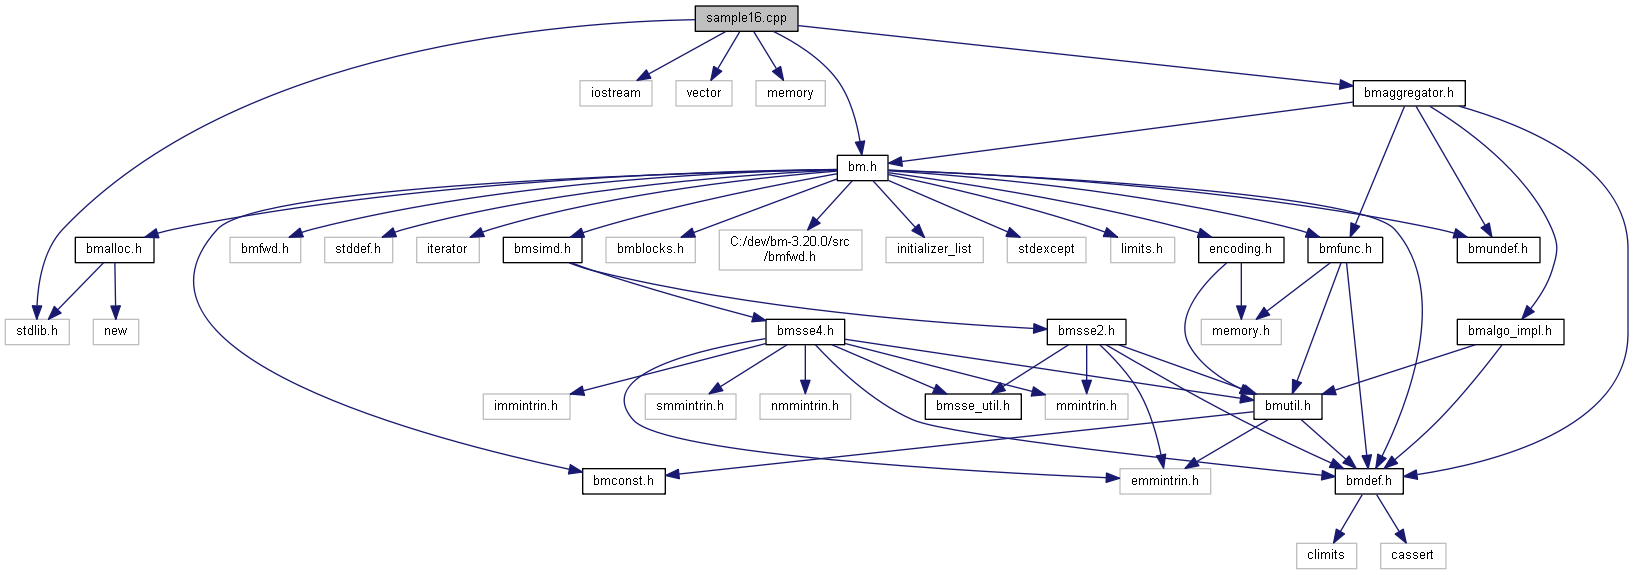 sample16.cpp
iostream
vector
memory
bmaggregator.h
bm.h
bmalloc.h
bmfwd.h
stddef.h
iterator
bmsimd.h
bmblocks.h
C:/dev/bm-3.20.0/src
/bmfwd.h
initializer_list
stdexcept
limits.h
encoding.h
bmfunc.h
bmundef.h
stdlib.h
new
bmsse4.h
bmsse2.h
memory.h
bmalgo_impl.h
immintrin.h
smmintrin.h
nmmintrin.h
bmsse_util.h
mmintrin.h
bmutil.h
bmconst.h
emmintrin.h
bmdef.h
climits
cassert